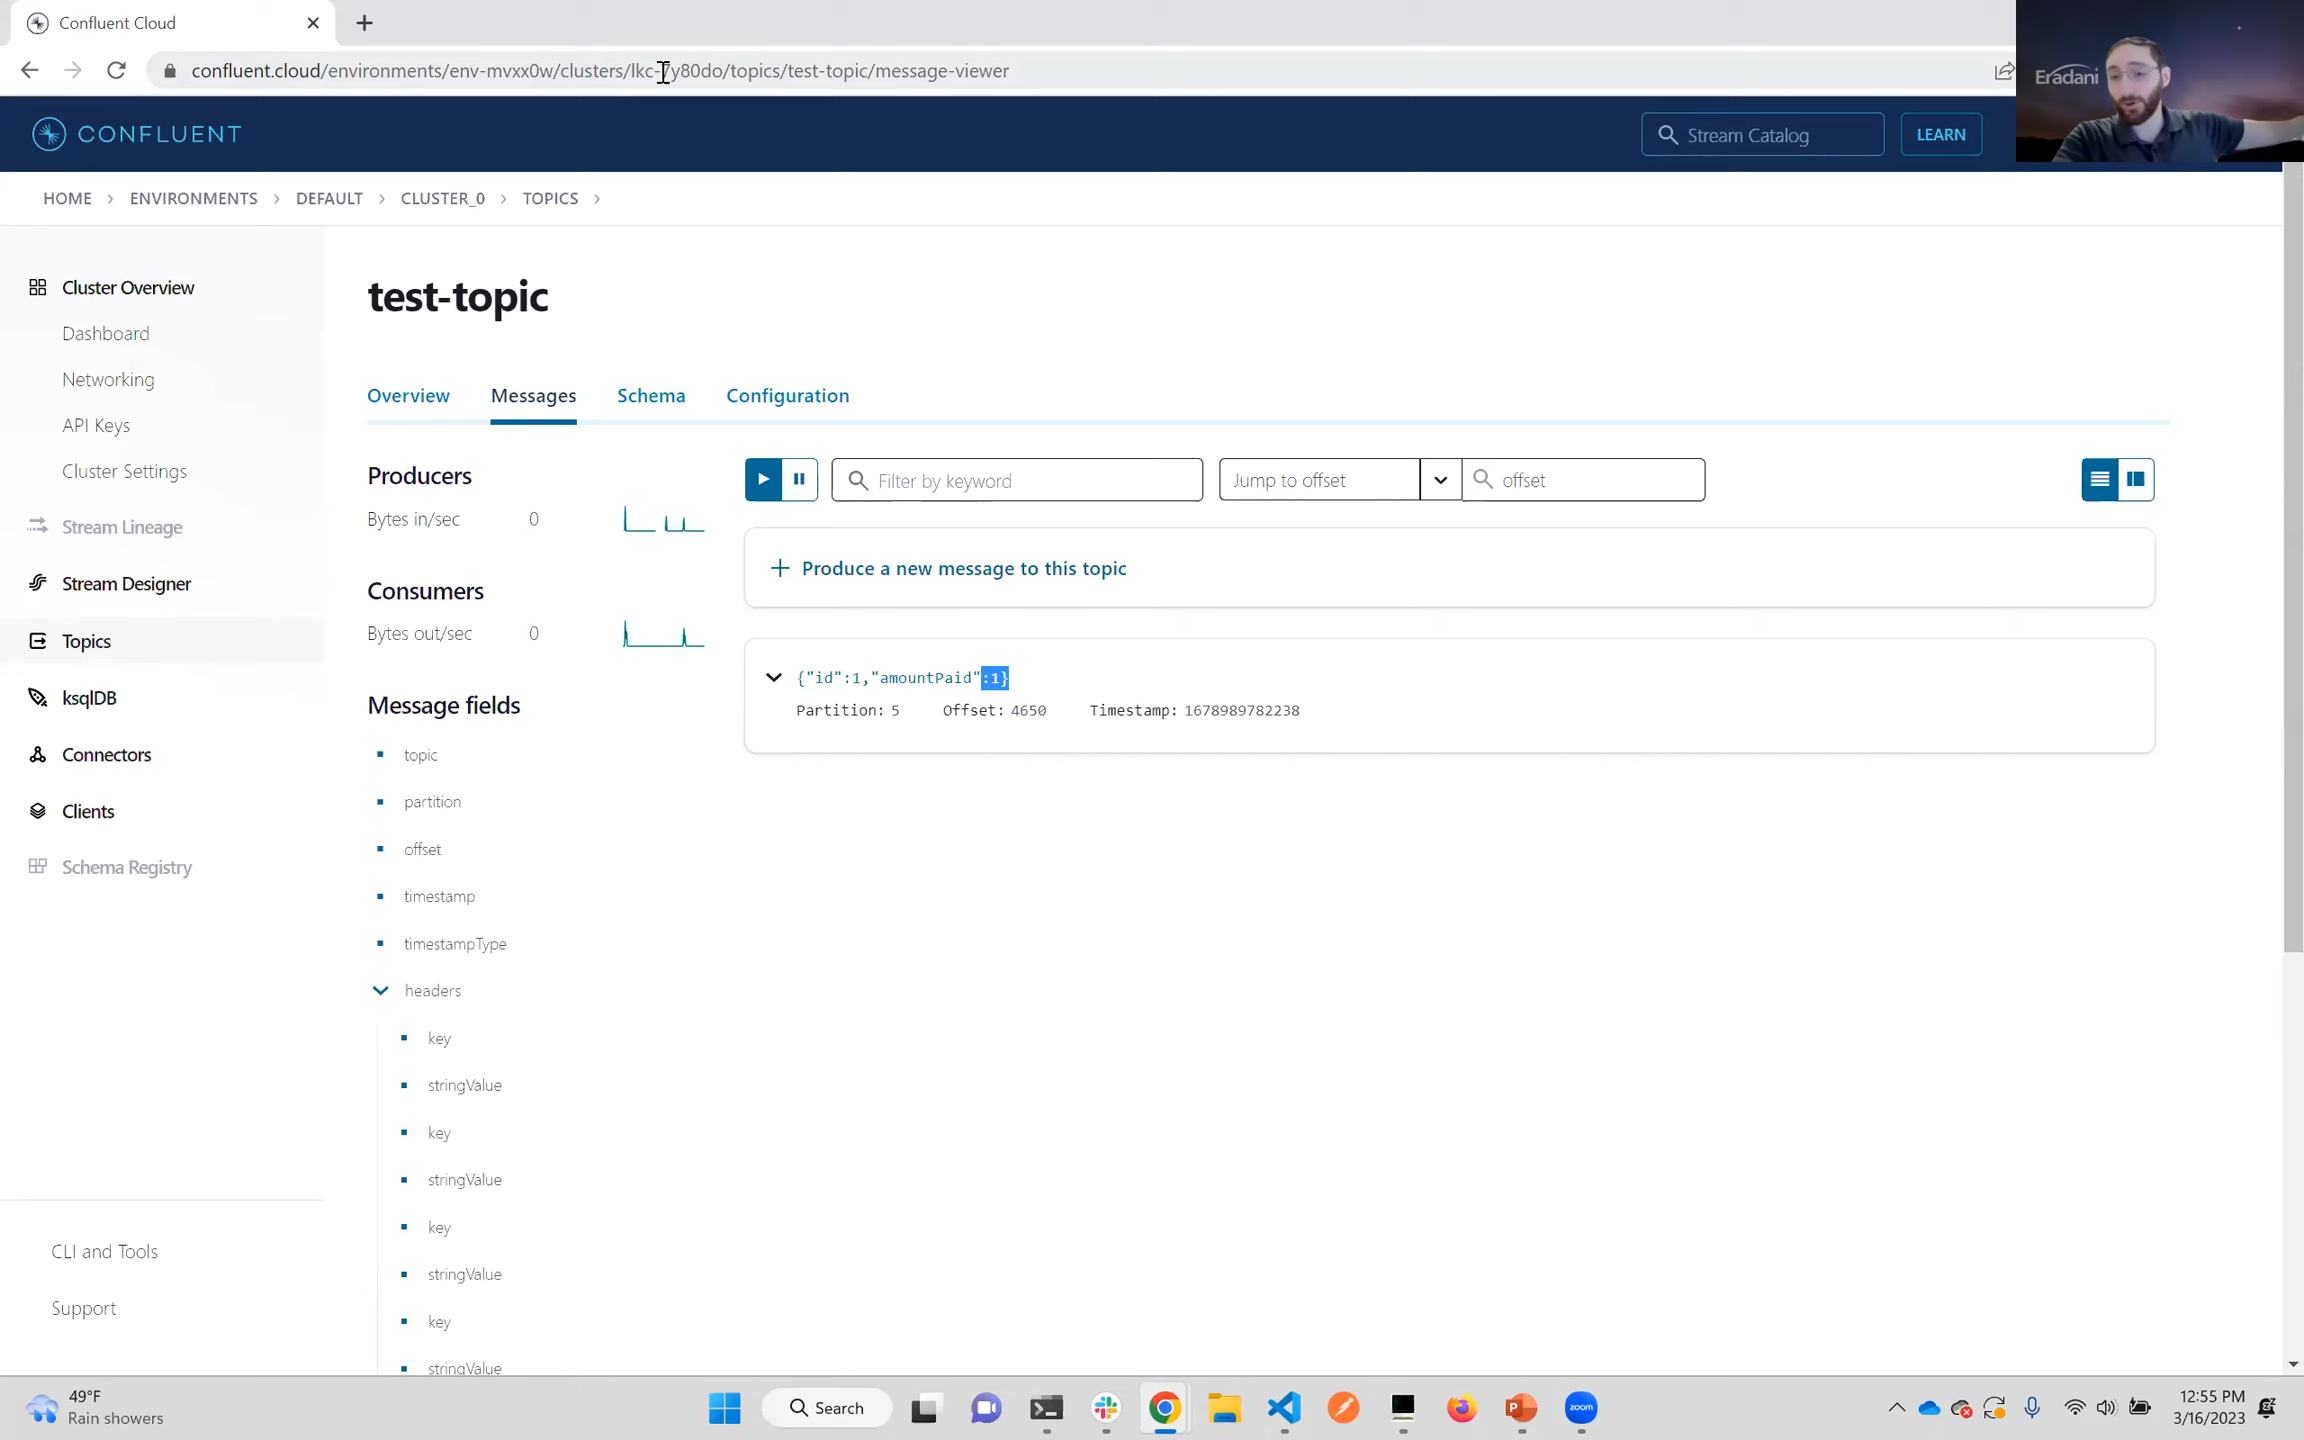 Confluent Cloud
confluent.cloud/environments/env-mvxx0w/clusters/lkc-7y80do/topics/test-topic/message-viewer
Eradani
CONFLUENT
Stream Catalog
LEARN
HOME > ENVIRONMENTS > DEFAULT > CLUSTER_0 > TOPICS >
Cluster Overview
Dashboard
Networking
API Keys
Cluster Settings
Stream Lineage
Stream Designer
Topics
ksqlDB
Connectors
Clients
Schema Registry
CLI and Tools
Support
test-topic
Overview Messages Schema Configuration
Producers
Bytes in/sec 0
Consumers
Bytes out/sec 0
Message fields
topic
partition
offset
timestamp
timestampType
headers
key
stringValue
key
stringValue
key
stringValue
key
stringValue
Filter by keyword
Jump to offset
offset
+ Produce a new message to this topic
{"id":1,"amountPaid":1}
Partition: 5 Offset: 4650 Timestamp: 1678989782238
49°F
Rain showers
Search
zoom
12:55 PM
3/16/2023